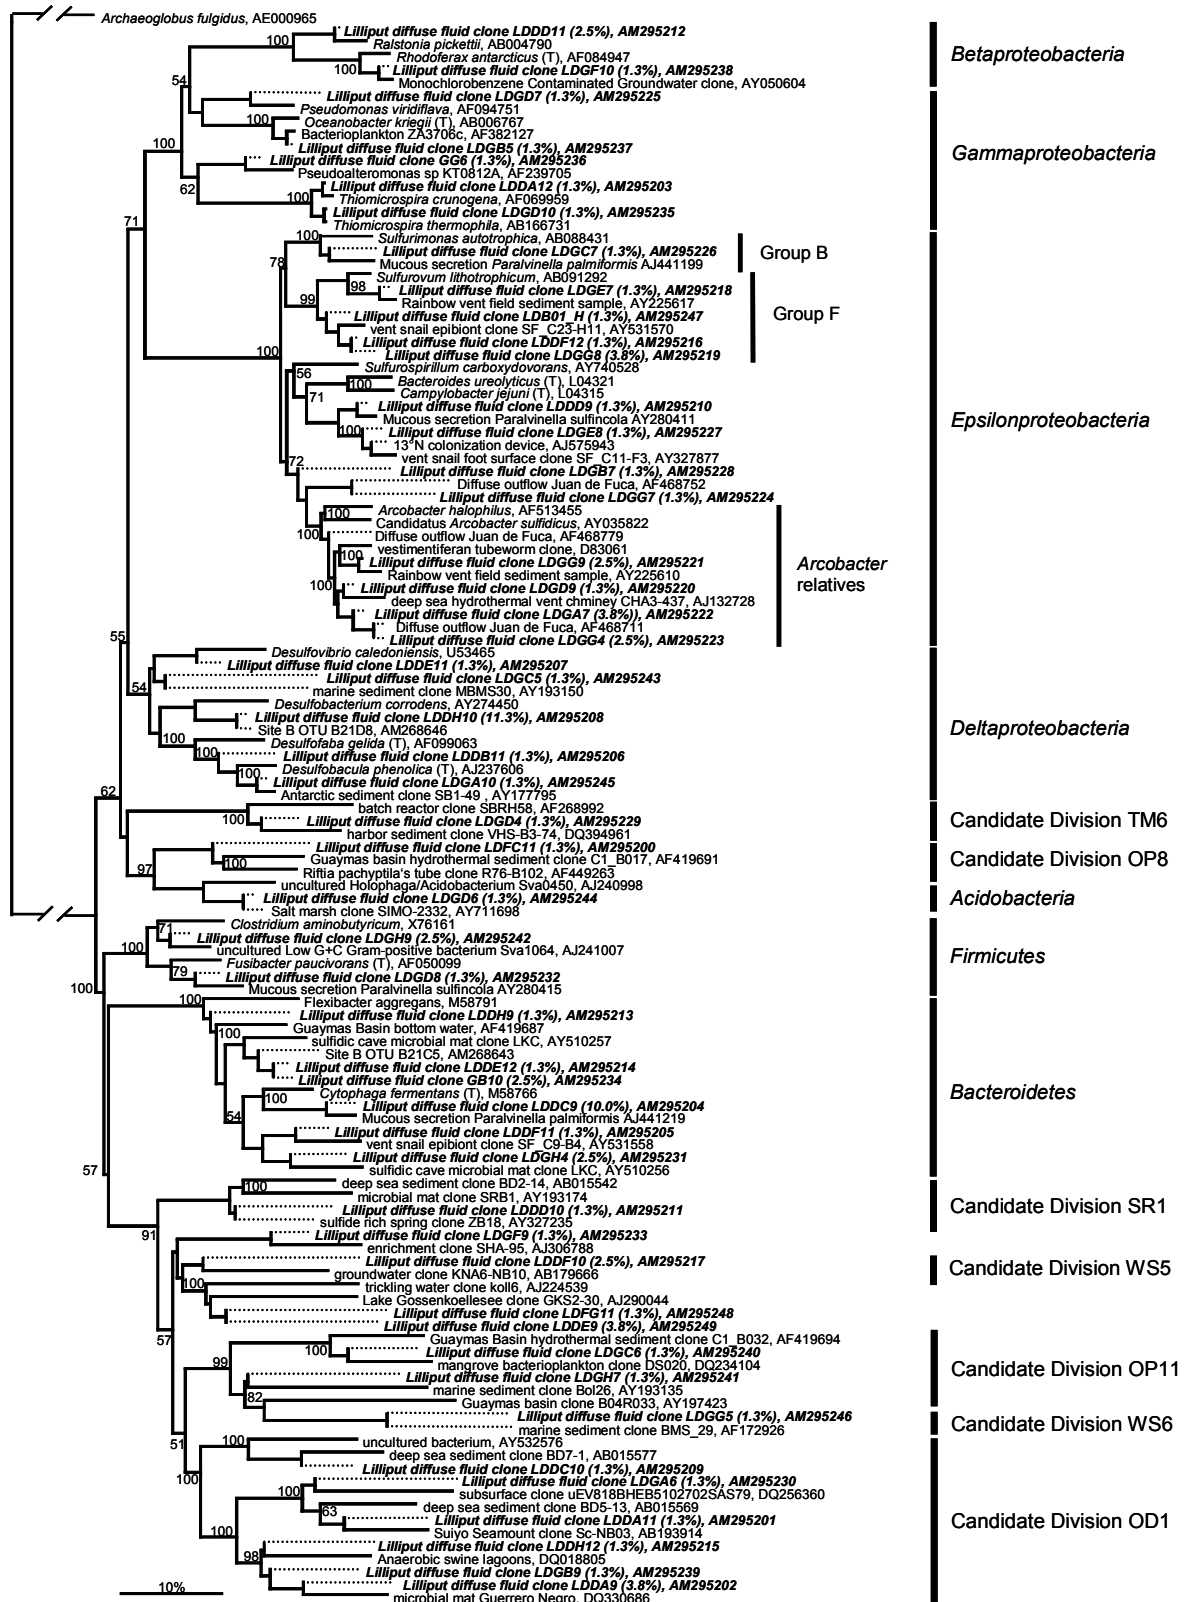 Archaeoglobus fulgidus, AE000965
Lilliput diffuse fluid clone LDDD11 (2.5%), AM295212
100
Ralstonia pickettii, AB004790
Betaproteobacteria
Rhodoferax antarcticus (T), AF084947
100
Lilliput diffuse fluid clone LDGF10 (1.3%), AM295238
54
Monochlorobenzene Contaminated Groundwater clone, AY050604
Lilliput diffuse fluid clone LDGD7 (1.3%), AM295225
Pseudomonas viridiflava, AF094751
100
Oceanobacter kriegii (T), AB006767
Bacterioplankton ZA3706c, AF382127
100
Lilliput diffuse fluid clone LDGB5 (1.3%), AM295237
Gammaproteobacteria
Lilliput diffuse fluid clone GG6 (1.3%), AM295236
Pseudoalteromonas sp KT0812A, AF239705
62
Lilliput diffuse fluid clone LDDA12 (1.3%), AM295203
100
Thiomicrospira crunogena, AF069959
Lilliput diffuse fluid clone LDGD10 (1.3%), AM295235
71
Thiomicrospira thermophila, AB166731
100
Sulfurimonas autotrophica, AB088431
Lilliput diffuse fluid clone LDGC7 (1.3%), AM295226
Group B
78
Mucous secretion Paralvinella palmiformis AJ441199
Sulfurovum lithotrophicum, AB091292
98
Lilliput diffuse fluid clone LDGE7 (1.3%), AM295218
99
Rainbow vent field sediment sample, AY225617
Lilliput diffuse fluid clone LDB01_H (1.3%), AM295247
Group F
vent snail epibiont clone SF_C23-H11, AY531570
Lilliput diffuse fluid clone LDDF12 (1.3%), AM295216
100
Lilliput diffuse fluid clone LDGG8 (3.8%), AM295219
Sulfurospirillum carboxydovorans, AY740528
56
Bacteroides ureolyticus (T), L04321
100
Campylobacter jejuni (T), L04315
71
Lilliput diffuse fluid clone LDDD9 (1.3%), AM295210
Mucous secretion Paralvinella sulfincola AY280411
Epsilonproteobacteria
100
Lilliput diffuse fluid clone LDGE8 (1.3%), AM295227
13°N colonization device, AJ575943
vent snail foot surface clone SF_C11-F3, AY327877
72
Lilliput diffuse fluid clone LDGB7 (1.3%), AM295228
Diffuse outflow Juan de Fuca, AF468752
Lilliput diffuse fluid clone LDGG7 (1.3%), AM295224
Arcobacter halophilus, AF513455
100
Candidatus Arcobacter sulfidicus, AY035822
100
Diffuse outflow Juan de Fuca, AF468779
vestimentiferan tubeworm clone, D83061
100
Lilliput diffuse fluid clone LDGG9 (2.5%), AM295221
Arcobacter
relatives
Rainbow vent field sediment sample, AY225610
100
Lilliput diffuse fluid clone LDGD9 (1.3%), AM295220
deep sea hydrothermal vent chminey CHA3-437, AJ132728
Lilliput diffuse fluid clone LDGA7 (3.8%)), AM295222
Diffuse outflow Juan de Fuca, AF468711
55
Lilliput diffuse fluid clone LDGG4 (2.5%), AM295223
Desulfovibrio caledoniensis, U53465
Lilliput diffuse fluid clone LDDE11 (1.3%), AM295207
Lilliput diffuse fluid clone LDGC5 (1.3%), AM295243
54
marine sediment clone MBMS30, AY193150
Desulfobacterium corrodens, AY274450
Lilliput diffuse fluid clone LDDH10 (11.3%), AM295208
Deltaproteobacteria
Site B OTU B21D8, AM268646
100
Desulfofaba gelida (T), AF099063
100
Lilliput diffuse fluid clone LDDB11 (1.3%), AM295206
Desulfobacula phenolica (T), AJ237606
100
Lilliput diffuse fluid clone LDGA10 (1.3%), AM295245
62
Antarctic sediment clone SB1-49 , AY177795
batch reactor clone SBRH58, AF268992
100
Lilliput diffuse fluid clone LDGD4 (1.3%), AM295229
Candidate Division TM6
harbor sediment clone VHS-B3-74, DQ394961
Lilliput diffuse fluid clone LDFC11 (1.3%), AM295200
100
Guaymas basin hydrothermal sediment clone C1_B017, AF419691
Candidate Division OP8
97
Riftia pachyptila's tube clone R76-B102, AF449263
uncultured Holophaga/Acidobacterium Sva0450, AJ240998
Lilliput diffuse fluid clone LDGD6 (1.3%), AM295244
Acidobacteria
Salt marsh clone SIMO-2332, AY711698
Clostridium aminobutyricum, X76161
71
Lilliput diffuse fluid clone LDGH9 (2.5%), AM295242
100
uncultured Low G+C Gram-positive bacterium Sva1064, AJ241007
Firmicutes
Fusibacter paucivorans (T), AF050099
79
Lilliput diffuse fluid clone LDGD8 (1.3%), AM295232
100
Mucous secretion Paralvinella sulfincola AY280415
100
Flexibacter aggregans, M58791
Lilliput diffuse fluid clone LDDH9 (1.3%), AM295213
Guaymas Basin bottom water, AF419687
100
sulfidic cave microbial mat clone LKC, AY510257
Site B OTU B21C5, AM268643
Lilliput diffuse fluid clone LDDE12 (1.3%), AM295214
Lilliput diffuse fluid clone GB10 (2.5%), AM295234
Bacteroidetes
Cytophaga fermentans (T), M58766
100
Lilliput diffuse fluid clone LDDC9 (10.0%), AM295204
54
Mucous secretion Paralvinella palmiformis AJ441219
Lilliput diffuse fluid clone LDDF11 (1.3%), AM295205
vent snail epibiont clone SF_C9-B4, AY531558
Lilliput diffuse fluid clone LDGH4 (2.5%), AM295231
57
sulfidic cave microbial mat clone LKC, AY510256
deep sea sediment clone BD2-14, AB015542
100
microbial mat clone SRB1, AY193174
Candidate Division SR1
Lilliput diffuse fluid clone LDDD10 (1.3%), AM295211
sulfide rich spring clone ZB18, AY327235
91
Lilliput diffuse fluid clone LDGF9 (1.3%), AM295233
enrichment clone SHA-95, AJ306788
Lilliput diffuse fluid clone LDDF10 (2.5%), AM295217
Candidate Division WS5
groundwater clone KNA6-NB10, AB179666
100
trickling water clone koll6, AJ224539
Lake Gossenkoellesee clone GKS2-30, AJ290044
Lilliput diffuse fluid clone LDFG11 (1.3%), AM295248
Lilliput diffuse fluid clone LDDE9 (3.8%), AM295249
57
Guaymas Basin hydrothermal sediment clone C1_B032, AF419694
100
Lilliput diffuse fluid clone LDGC6 (1.3%), AM295240
99
mangrove bacterioplankton clone DS020, DQ234104
Candidate Division OP11
Lilliput diffuse fluid clone LDGH7 (1.3%), AM295241
marine sediment clone Bol26, AY193135
82
Guaymas basin clone B04R033, AY197423
Lilliput diffuse fluid clone LDGG5 (1.3%), AM295246
Candidate Division WS6
marine sediment clone BMS_29, AF172926
51
100
uncultured bacterium, AY532576
deep sea sediment clone BD7-1, AB015577
Lilliput diffuse fluid clone LDDC10 (1.3%), AM295209
100
Lilliput diffuse fluid clone LDGA6 (1.3%), AM295230
100
subsurface clone uEV818BHEB5102702SAS79, DQ256360
deep sea sediment clone BD5-13, AB015569
63
Lilliput diffuse fluid clone LDDA11 (1.3%), AM295201
Candidate Division OD1
100
Suiyo Seamount clone Sc-NB03, AB193914
Lilliput diffuse fluid clone LDDH12 (1.3%), AM295215
98
Anaerobic swine lagoons, DQ018805
Lilliput diffuse fluid clone LDGB9 (1.3%), AM295239
10%
Lilliput diffuse fluid clone LDDA9 (3.8%), AM295202
microbial mat Guerrero Negro, DQ330686